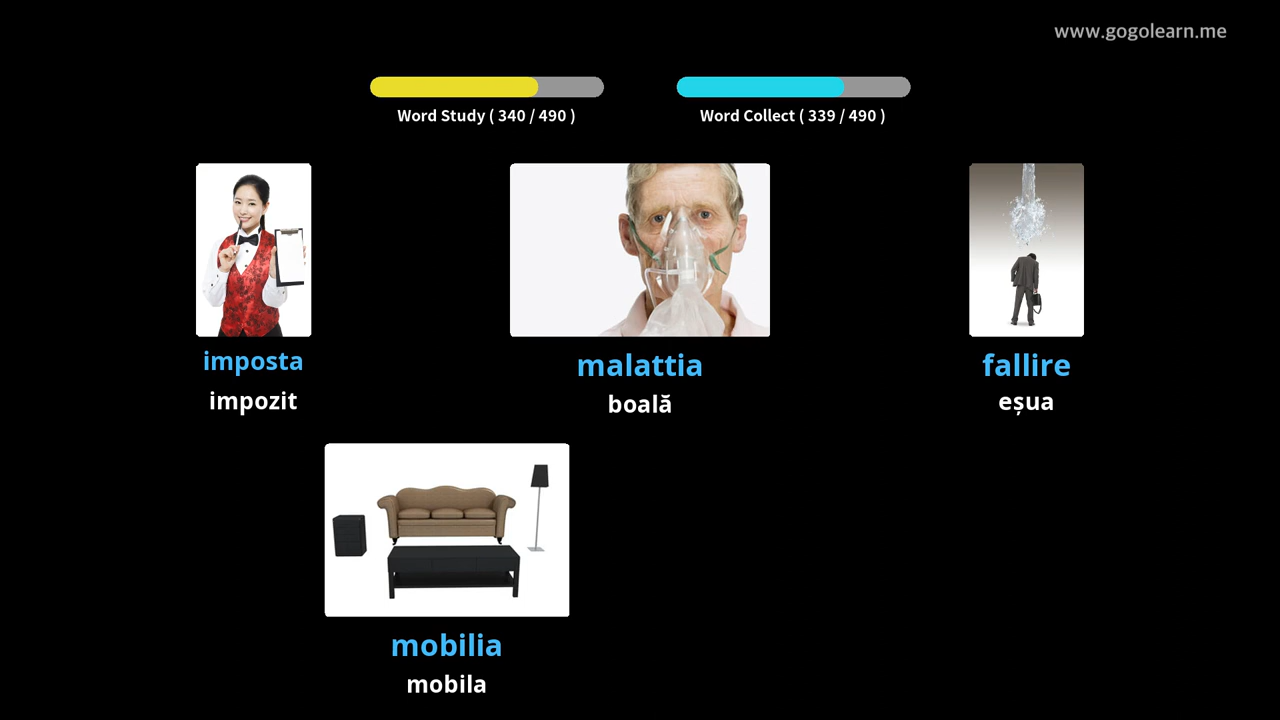 www.gogolearn.me
Word Study ( 340 / 490 )
Word Collect ( 339 / 490 )
imposta
impozit
malattia
boală
fallire
eșua
mobilia
mobila